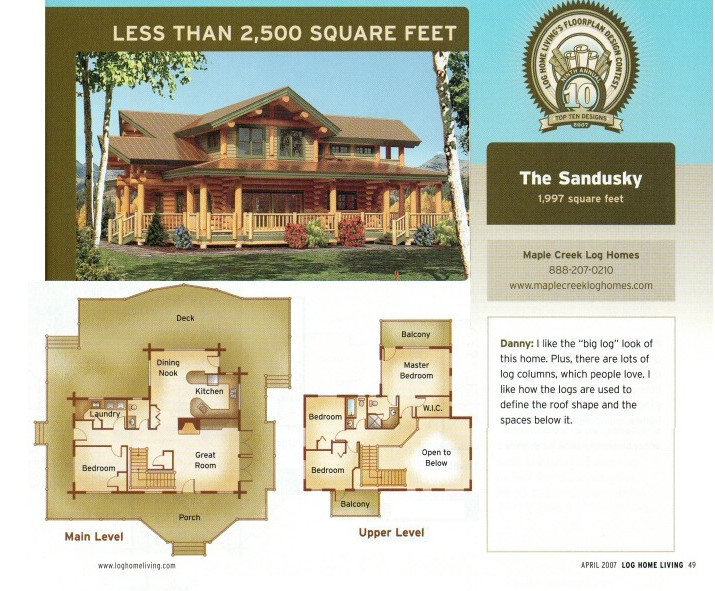 LESS THAN 2,500 SQUARE FEET
LOG HOME LIVING'S FLOORPLAN DESIGN CONTEST
NINTH ANNUAL
10
TOP TEN DESIGNS
2007
The Sandusky
1,997 square feet
Maple Creek Log Homes
888-207-0210
www.maplecreekloghomes.com
Danny: I like the “big log” look of
this home. Plus, there are lots of
log columns, which people love. I
like how the logs are used to
define the roof shape and the
spaces below it.
Deck
Dining
Nook
Kitchen
Laundry
Great
Room
Bedroom
Porch
Main Level
Balcony
Master
Bedroom
W.I.C.
Bedroom
Open to
Below
Bedroom
Balcony
Upper Level
www.loghomeliving.com
APRIL 2007 LOG HOME LIVING 49